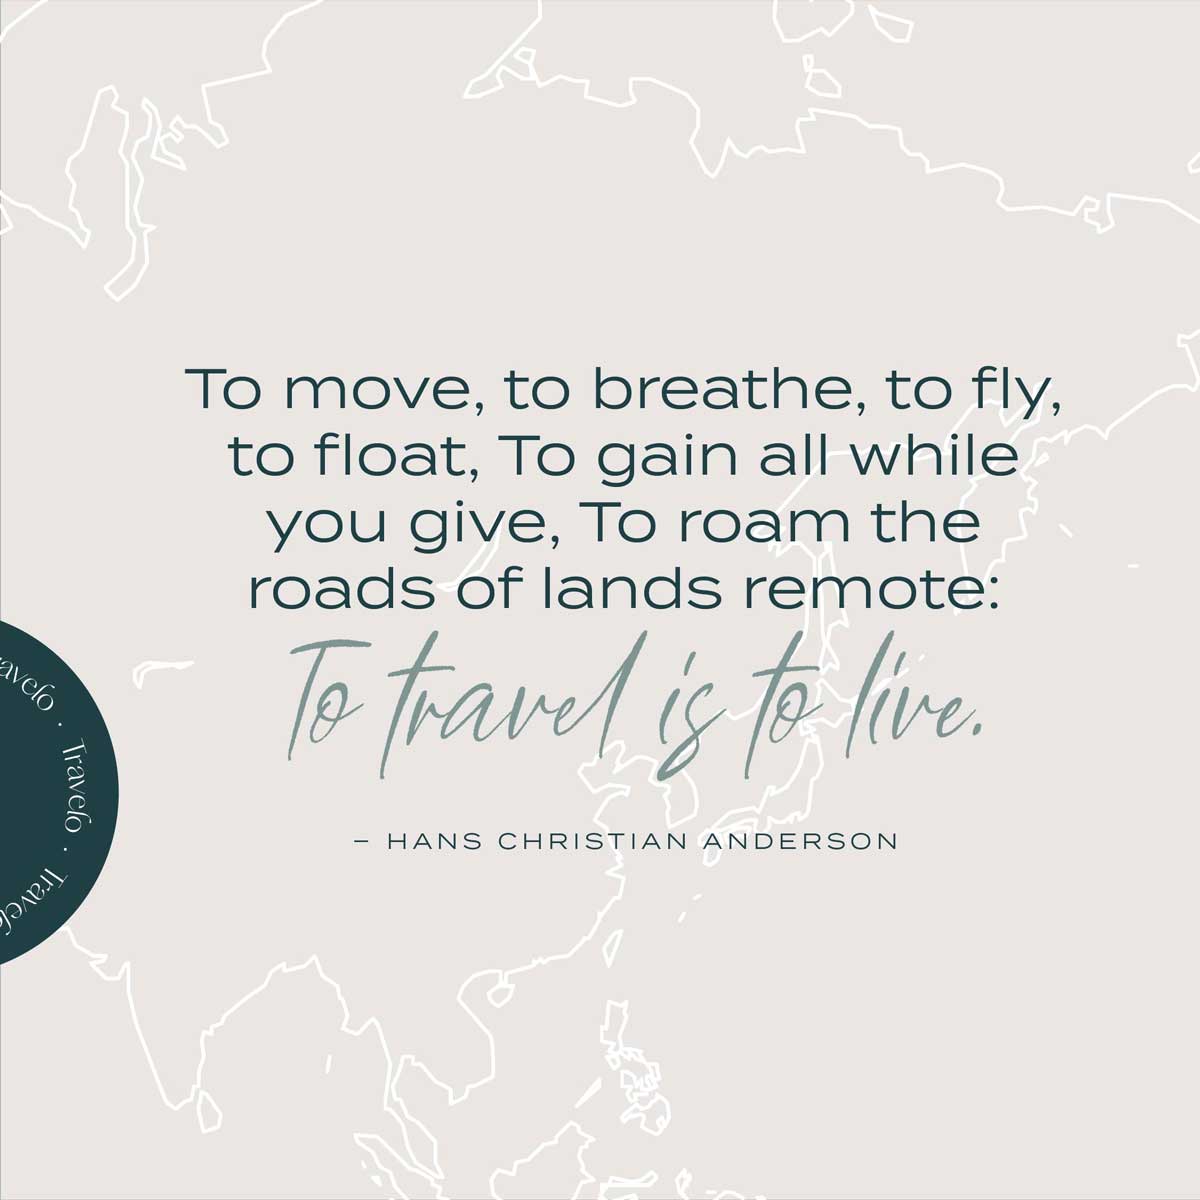 To move, to breathe, to fly,
to float, To gain all while
you give, To roam the
roads of lands remote:
To travel is to live.
– HANS CHRISTIAN ANDERSON
ravelo · Travelo · Travelo